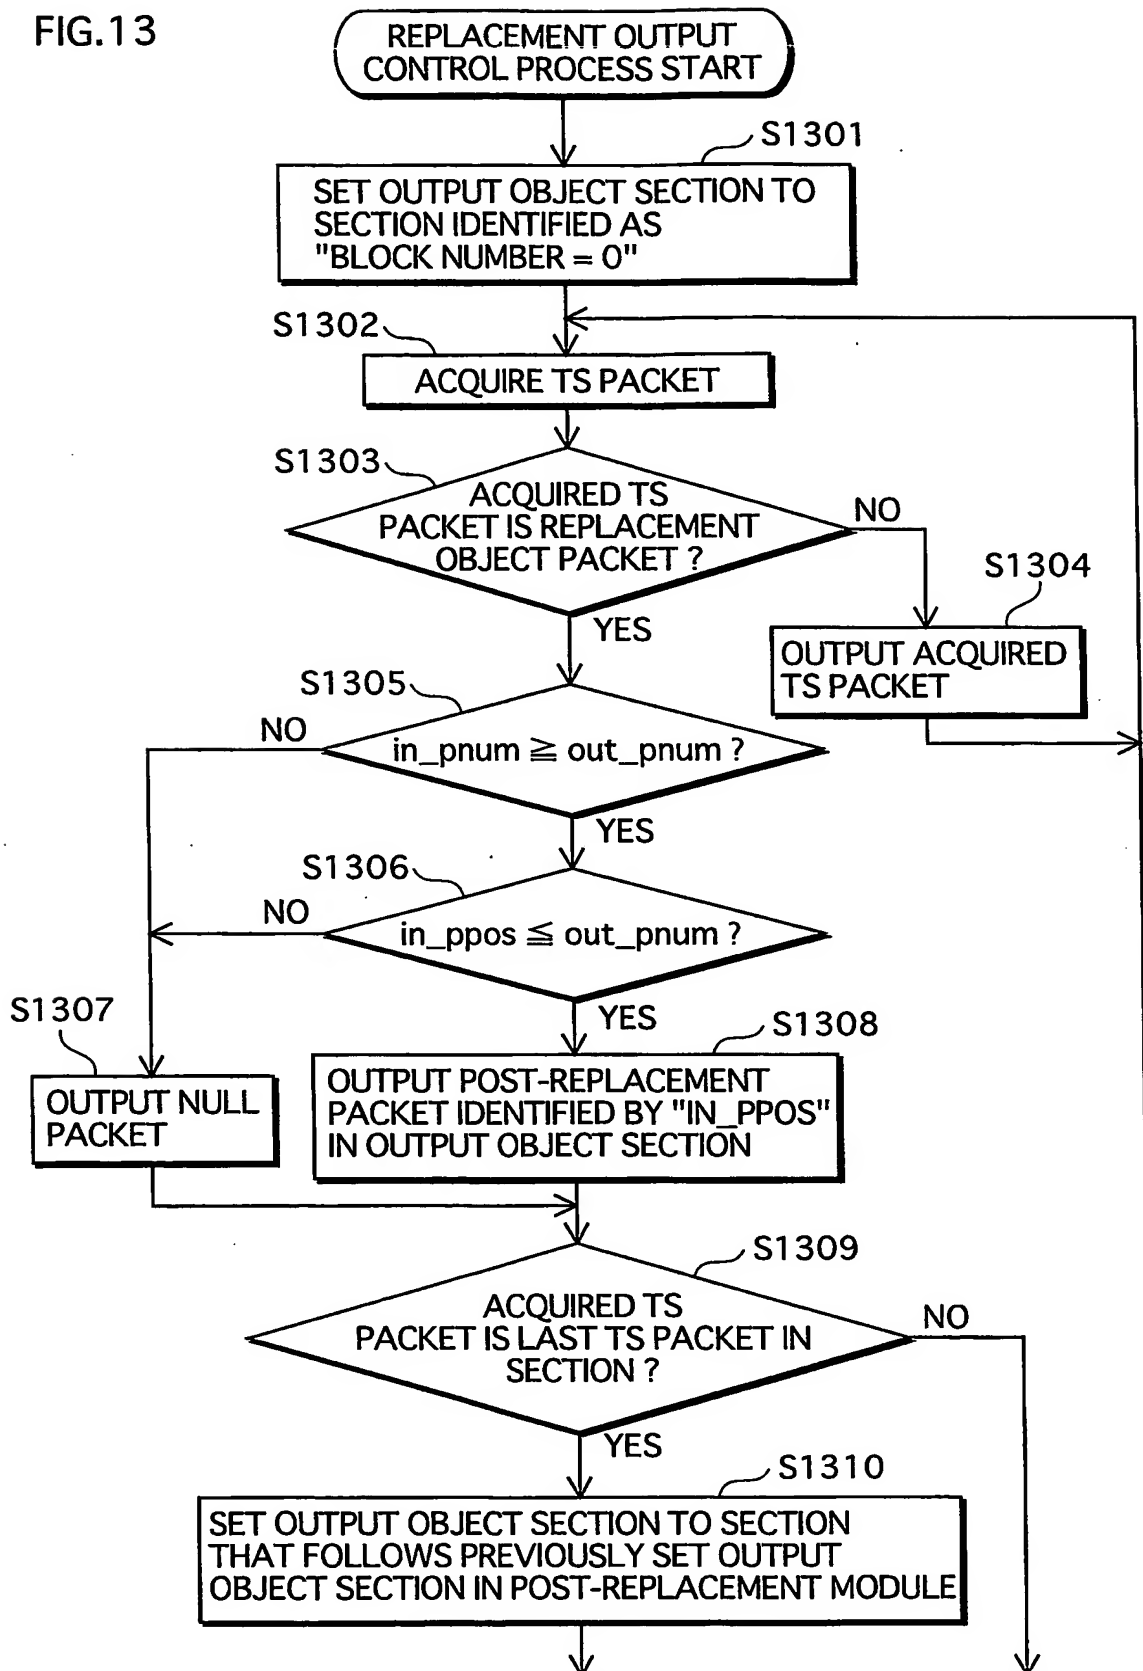 FIG.13
REPLACEMENT OUTPUT
CONTROL PROCESS START
S1301
SET OUTPUT OBJECT SECTION TO
SECTION IDENTIFIED AS
"BLOCK NUMBER = 0"
S1302
ACQUIRE TS PACKET
S1303
ACQUIRED TS
PACKET IS REPLACEMENT
OBJECT PACKET ?
NO
YES
S1304
OUTPUT ACQUIRED
TS PACKET
S1305
NO
in_pnum ≧ out_pnum ?
YES
S1306
NO
in_ppos ≦ out_pnum ?
YES
S1307
OUTPUT NULL
PACKET
S1308
OUTPUT POST-REPLACEMENT
PACKET IDENTIFIED BY "IN_PPOS"
IN OUTPUT OBJECT SECTION
S1309
ACQUIRED TS
PACKET IS LAST TS PACKET IN
SECTION ?
NO
YES
S1310
SET OUTPUT OBJECT SECTION TO SECTION
THAT FOLLOWS PREVIOUSLY SET OUTPUT
OBJECT SECTION IN POST-REPLACEMENT MODULE